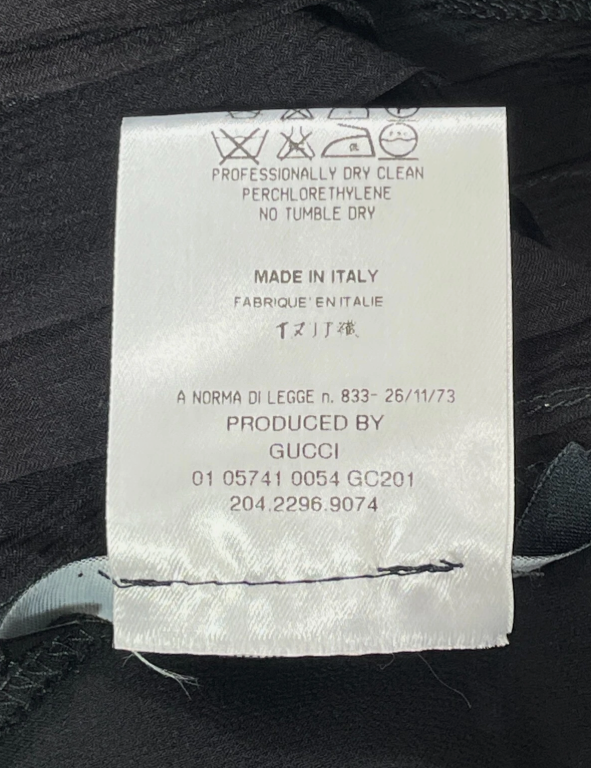 PROFESSIONALLY DRY CLEAN
PERCHLORETHYLENE
NO TUMBLE DRY
MADE IN ITALY
FABRIQUE' EN ITALIE
A NORMA DI LEGGE n. 833- 26/11/73
PRODUCED BY
GUCCI
01 05741 0054 GC201
204.2296.9074